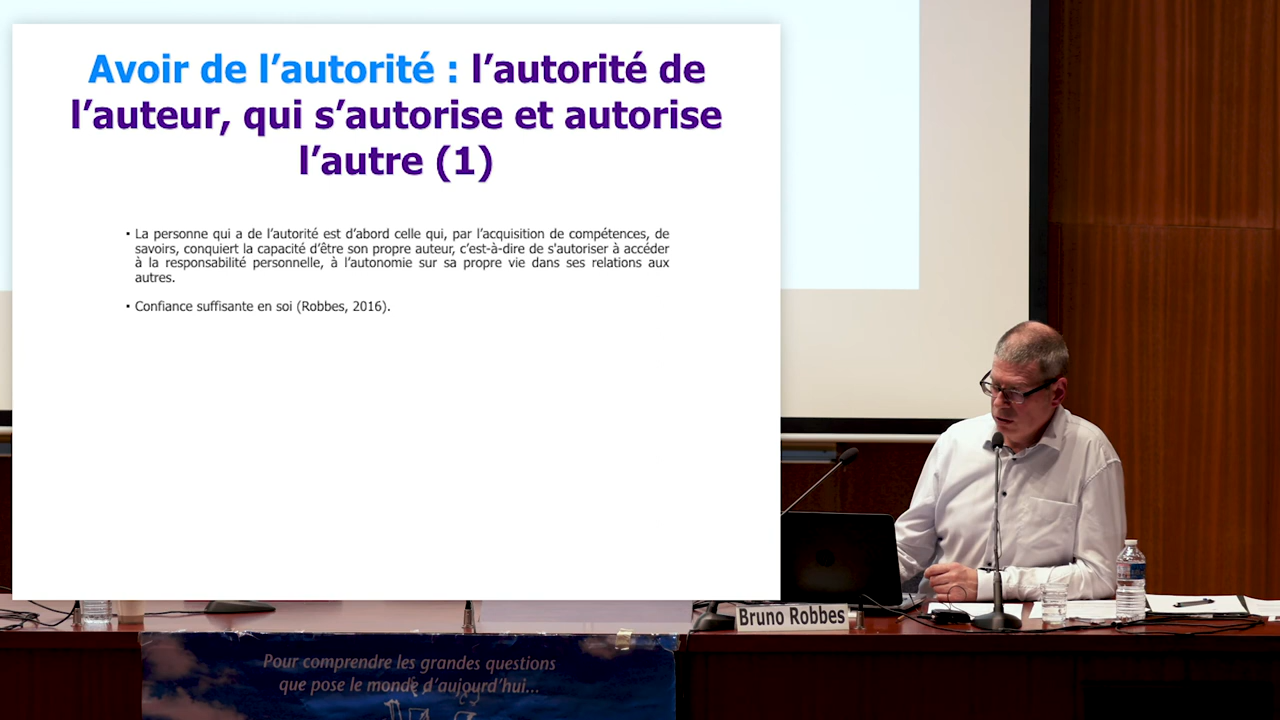 Avoir de l’autorité : l’autorité de
l’auteur, qui s’autorise et autorise
l’autre (1)
• La personne qui a de l’autorité est d’abord celle qui, par l’acquisition de compétences, de
savoirs, conquiert la capacité d’être son propre auteur, c’est-à-dire de s'autoriser à accéder
à la responsabilité personnelle, à l’autonomie sur sa propre vie dans ses relations aux
autres.
• Confiance suffisante en soi (Robbes, 2016).
Bruno Robbes
Pour comprendre les grandes questions
que pose le monde d’aujourd’hui...